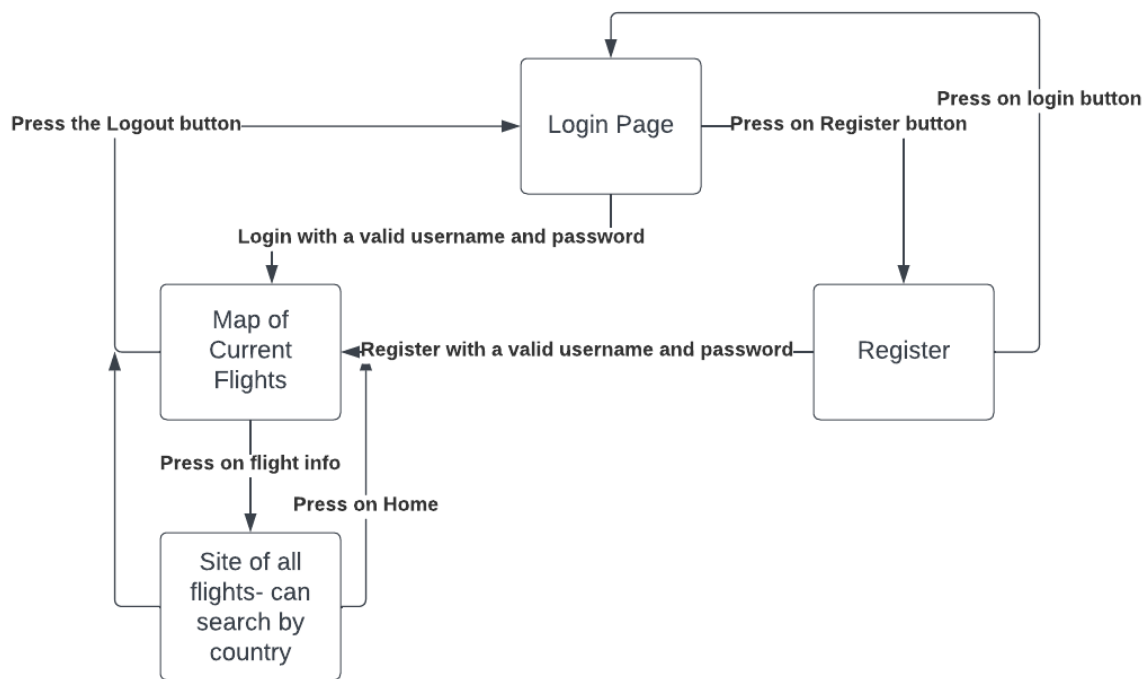 Press on login button
Press the Logout button
Login Page
Press on Register button
Login with a valid username and password
Map of
Current
Flights
Register with a valid username and password
Register
Press on flight info
Press on Home
Site of all
flights- can
search by
country